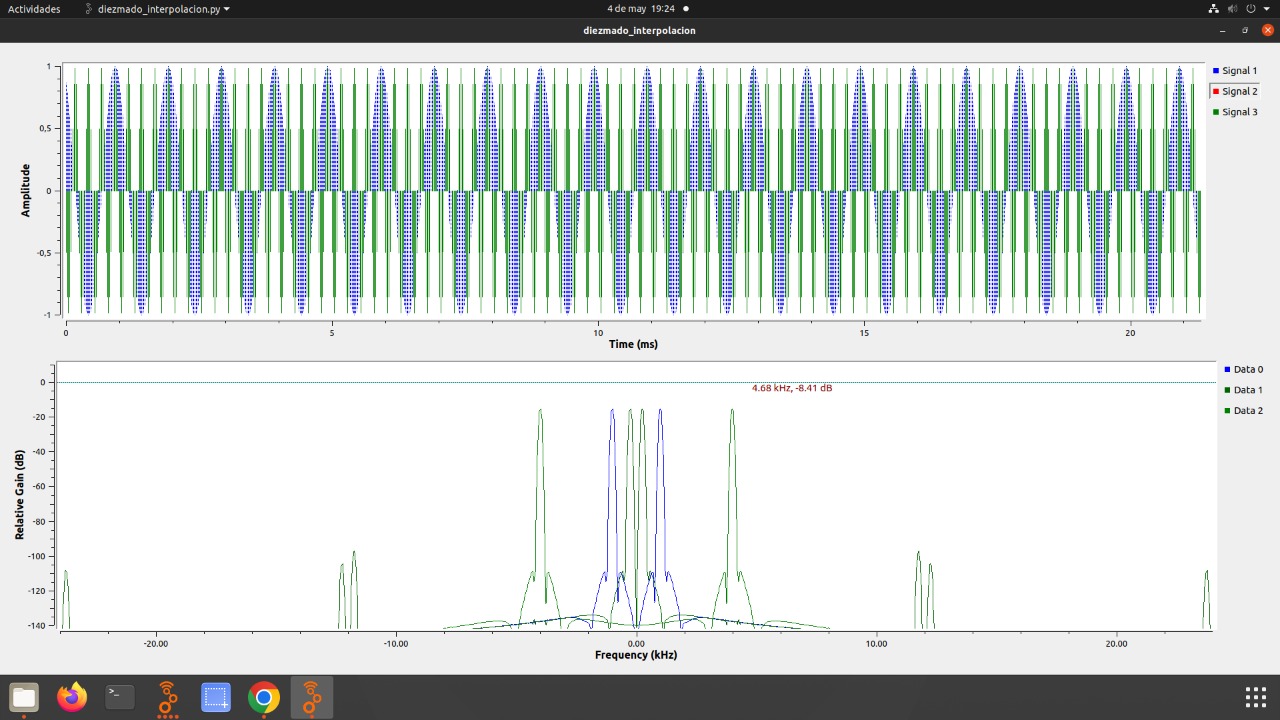 Actividades
diezmado_interpolacion.py
4 de may 19:24
diezmado_interpolacion
Amplitude
1
0,5
0
-0,5
-1
0
5
10
15
20
Time (ms)
Signal 1
Signal 2
Signal 3
Relative Gain (dB)
0
-20
-40
-60
-80
-100
-120
-140
4.68 kHz, -8.41 dB
-20.00
-10.00
0.00
10.00
20.00
Frequency (kHz)
Data 0
Data 1
Data 2